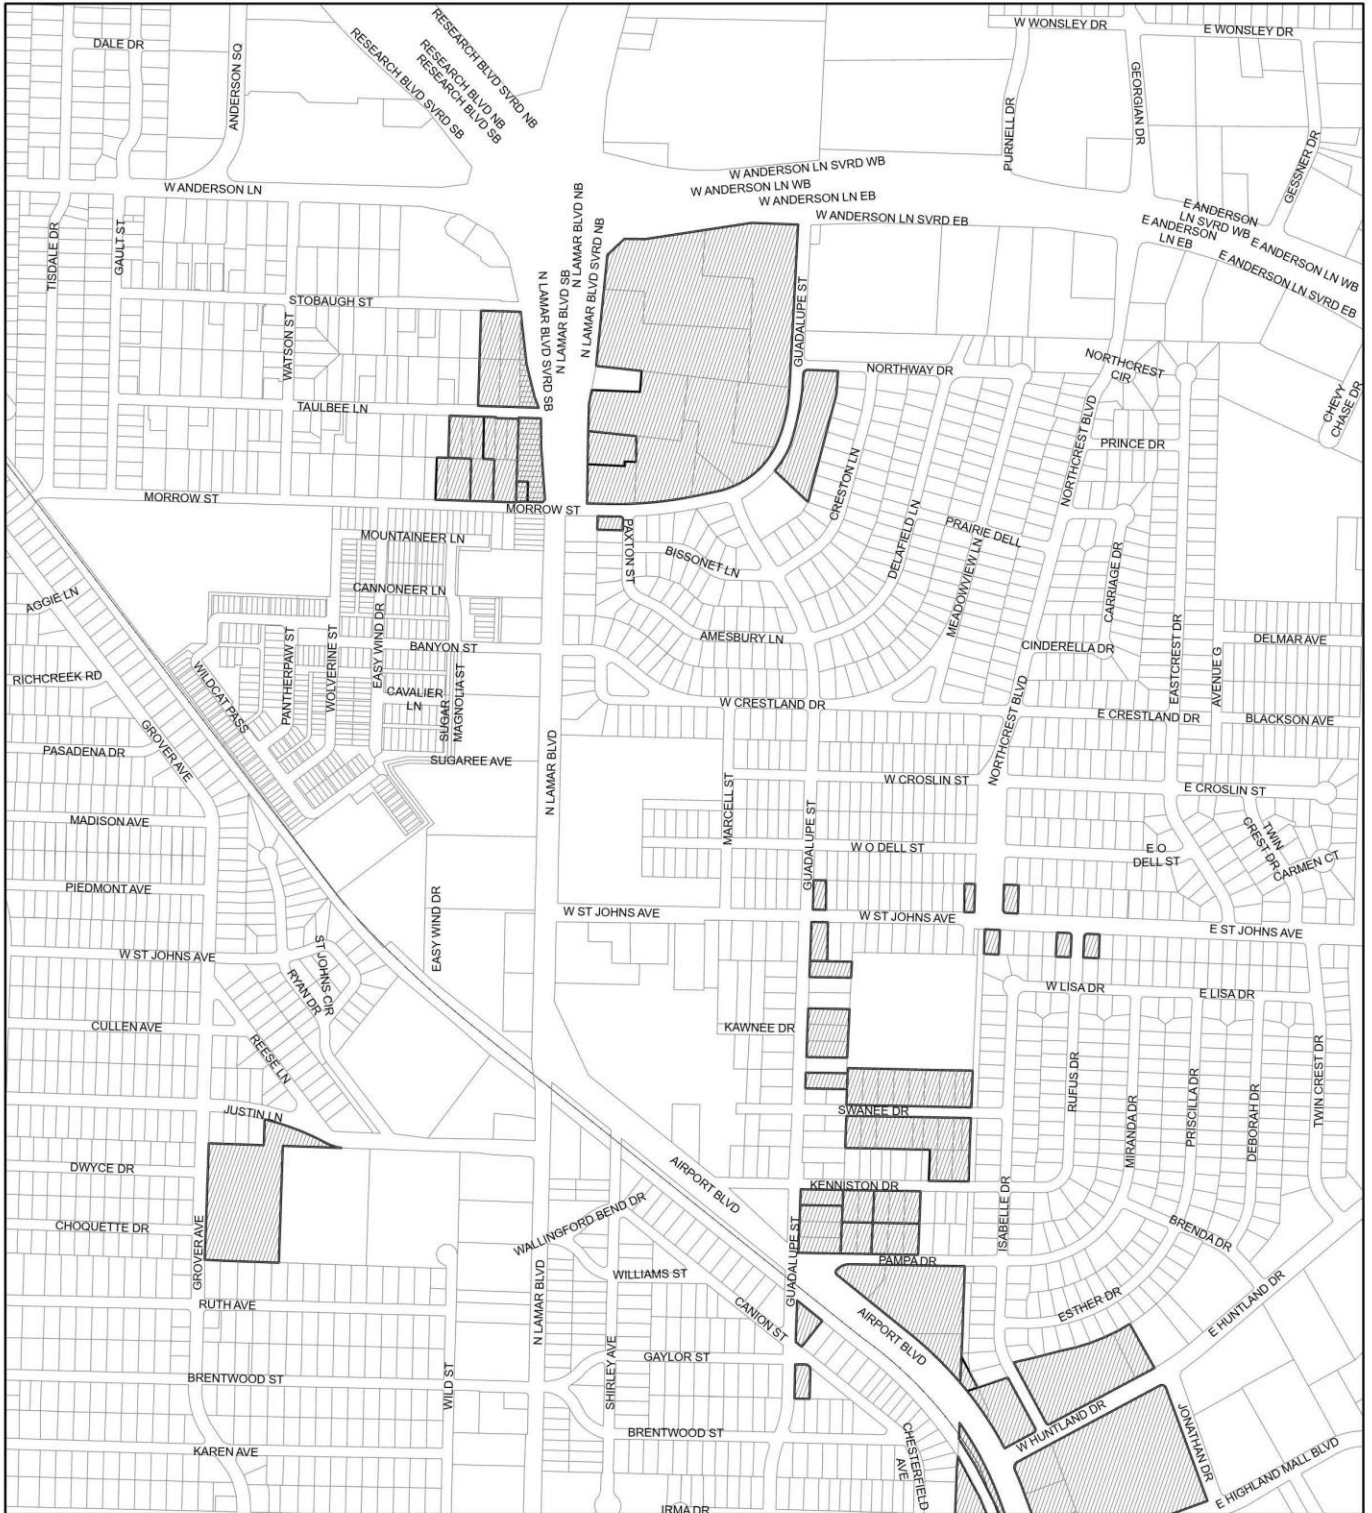 RESEARCH BLVD SVRD NB
RESEARCH BLVD NB
RESEARCH BLVD SB
RESEARCH BLVD SVRD SB
W WONSLEY DR
E WONSLEY DR
DALE DR
ANDERSON SQ
GEORGIAN DR
PURNELL DR
GESSNER DR
W ANDERSON LN SVRD WB
W ANDERSON LN WB
W ANDERSON LN EB
W ANDERSON LN SVRD EB
W ANDERSON LN
E ANDERSON
LN SVRD WB
E ANDERSON
LN EB
E ANDERSON LN WB
E ANDERSON LN SVRD EB
TISDALE DR
GAULT ST
N LAMAR BLVD NB
N LAMAR BLVD SVRD NB
N LAMAR BLVD SB
N LAMAR BLVD SVRD SB
STOBAUGH ST
WATSON ST
GUADALUPE ST
NORTHWAY DR
NORTHCREST
CIR
CHEVY
CHASE DR
TAULBEE LN
NORTHCREST BLVD
PRINCE DR
CRESTON LN
MORROW ST
MORROW ST
DELAFIELD LN
PRAIRIE DELL
MOUNTAINEER LN
PAXTON ST
BISSONET LN
MEADOWVIEW LN
CARRIAGE DR
AGGIE LN
CANNONEER LN
EASY WIND DR
AMESBURY LN
BANYON ST
CINDERELLA DR
DELMAR AVE
EASTCREST DR
AVENUE G
RICHCREEK RD
WILDCAT PASS
PANTHERPAW ST
WOLVERINE ST
CAVALIER
LN
SUGAR
MAGNOLIA ST
W CRESTLAND DR
E CRESTLAND DR
BLACKSON AVE
PASADENA DR
GROVER AVE
SUGAREE AVE
N LAMAR BLVD
NORTHCREST BLVD
MARCELL ST
W CROSLIN ST
E CROSLIN ST
MADISON AVE
GUADALUPE ST
W O DELL ST
E O
DELL ST
TWIN
CREST DR
CARMEN CT
PIEDMONT AVE
EASY WIND DR
W ST JOHNS AVE
W ST JOHNS AVE
E ST JOHNS AVE
W ST JOHNS AVE
ST JOHNS CIR
RYAN DR
W LISA DR
E LISA DR
CULLEN AVE
REESE LN
KAWNEE DR
RUFUS DR
MIRANDA DR
PRISCILLA DR
DEBORAH DR
TWIN CREST DR
JUSTIN LN
SWANEE DR
DWYCE DR
AIRPORT BLVD
KENNISTON DR
CHOQUETTE DR
GROVER AVE
WALLINGFORD BEND DR
GUADALUPE ST
ISABELLE DR
BRENDA DR
PAMPA DR
WILLIAMS ST
N LAMAR BLVD
CANION ST
RUTH AVE
ESTHER DR
E HUNTLAND DR
AIRPORT BLVD
GAYLOR ST
SHIRLEY AVE
BRENTWOOD ST
WILD ST
BRENTWOOD ST
CHESTERFIELD
AVE
W HUNTLAND DR
JONATHAN DR
KAREN AVE
E HIGHLAND MALL BLVD
IRMA DR